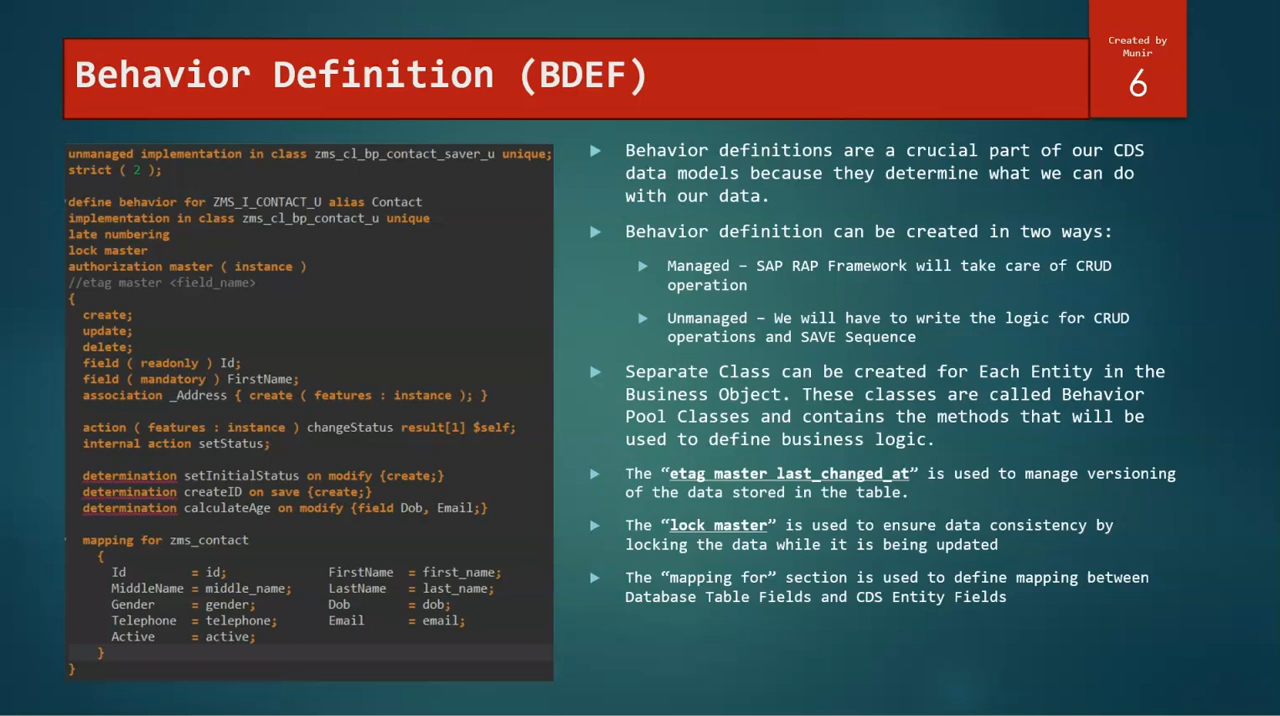 Behavior Definition (BDEF)
Created by
Munir
6
unmanaged implementation in class zms_cl_bp_contact_saver_u unique;
strict ( 2 );
define behavior for ZMS_I_CONTACT_U alias Contact
implementation in class zms_cl_bp_contact_u unique
late numbering
lock master
authorization master ( instance )
//etag master <field_name>
{
create;
update;
delete;
field ( readonly ) Id;
field ( mandatory ) FirstName;
association _Address { create ( features : instance ); }
action ( features : instance ) changeStatus result[1] $self;
internal action setStatus;
determination setInitialStatus on modify {create;}
determination createID on save {create;}
determination calculateAge on modify {field Dob, Email;}
mapping for zms_contact
{
Id = id; FirstName = first_name;
MiddleName = middle_name; LastName = last_name;
Gender = gender; Dob = dob;
Telephone = telephone; Email = email;
Active = active;
}
}
Behavior definitions are a crucial part of our CDS
data models because they determine what we can do
with our data.
Behavior definition can be created in two ways:
Managed – SAP RAP Framework will take care of CRUD
operation
Unmanaged – We will have to write the logic for CRUD
operations and SAVE Sequence
Separate Class can be created for Each Entity in the
Business Object. These classes are called Behavior
Pool Classes and contains the methods that will be
used to define business logic.
The “etag master last_changed_at” is used to manage versioning
of the data stored in the table.
The “lock master” is used to ensure data consistency by
locking the data while it is being updated
The “mapping for” section is used to define mapping between
Database Table Fields and CDS Entity Fields